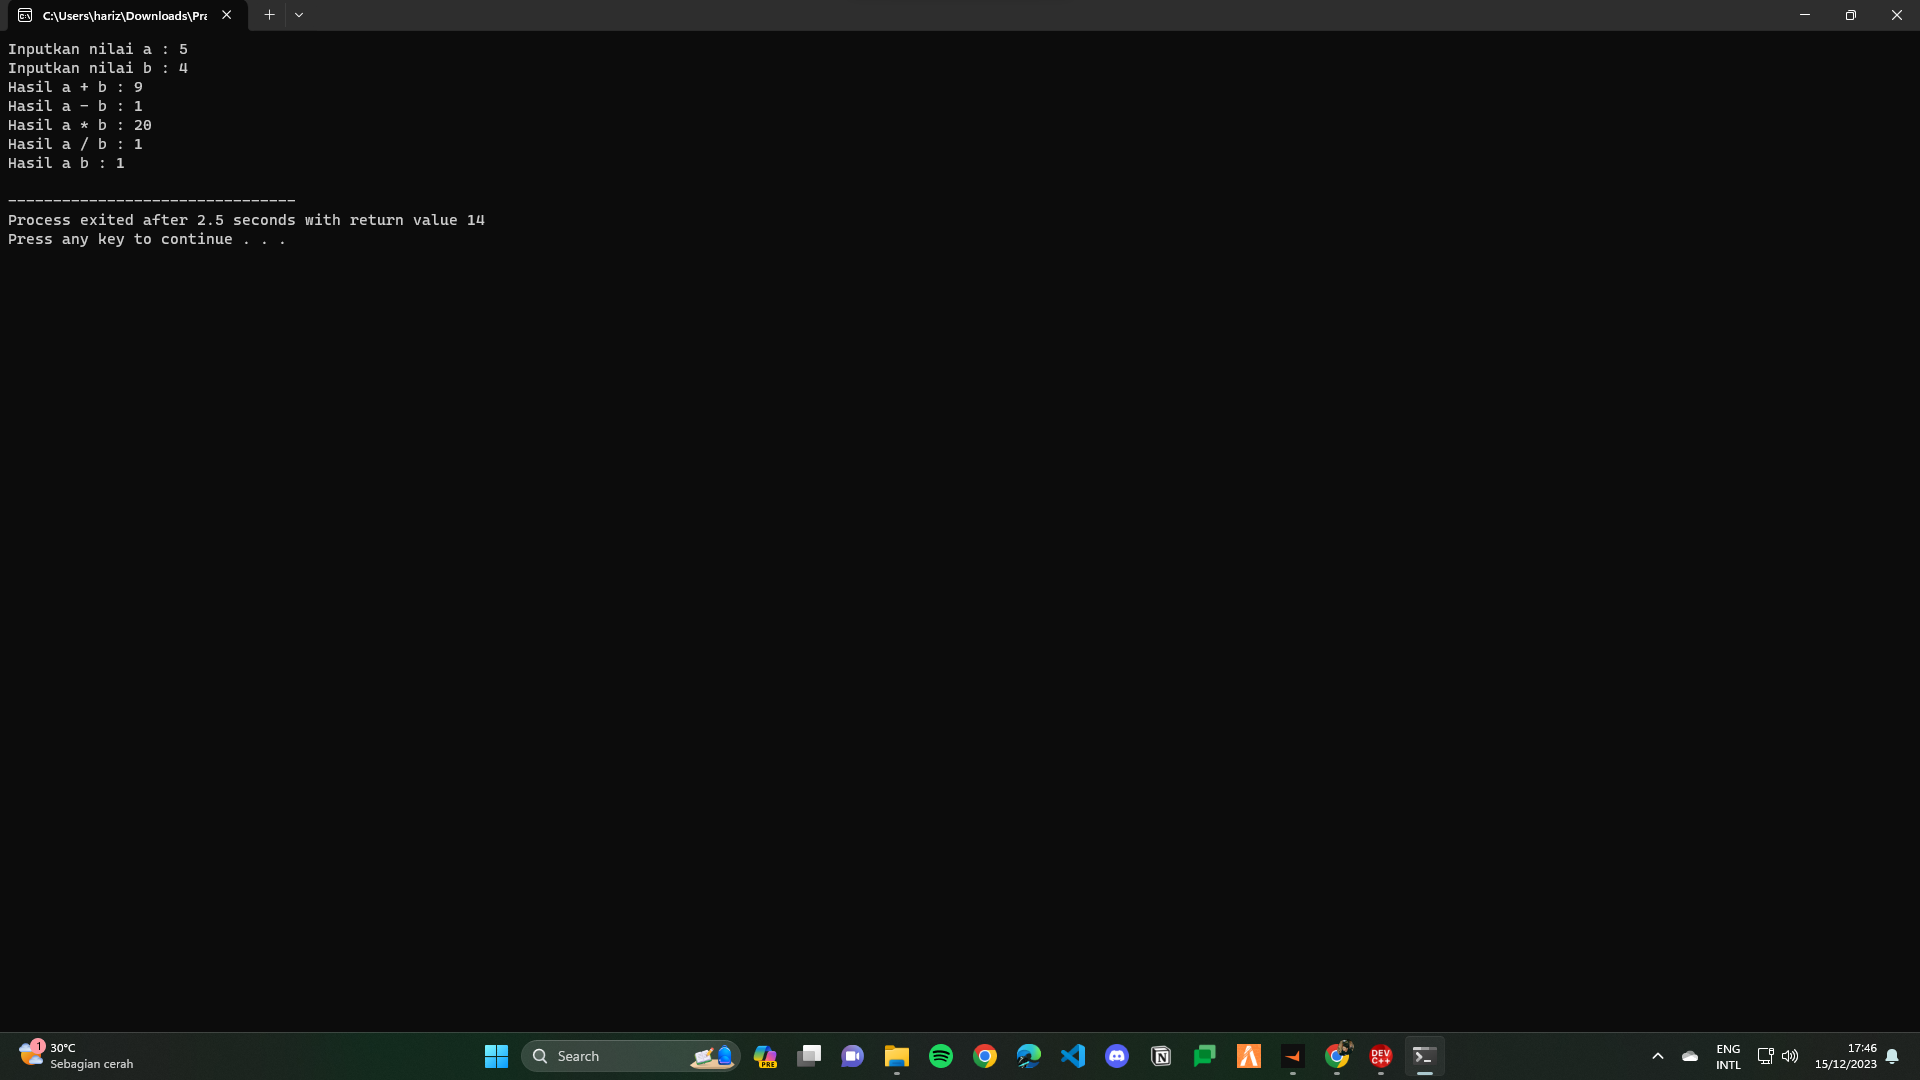 C:\Users\hariz\Downloads\Pra
Inputkan nilai a : 5
Inputkan nilai b : 4
Hasil a + b : 9
Hasil a - b : 1
Hasil a * b : 20
Hasil a / b : 1
Hasil a b : 1
--------------------------------
Process exited after 2.5 seconds with return value 14
Press any key to continue . . .
1
30°C
Sebagian cerah
Search
PRE
DEV
C++
ENG
INTL
17:46
15/12/2023